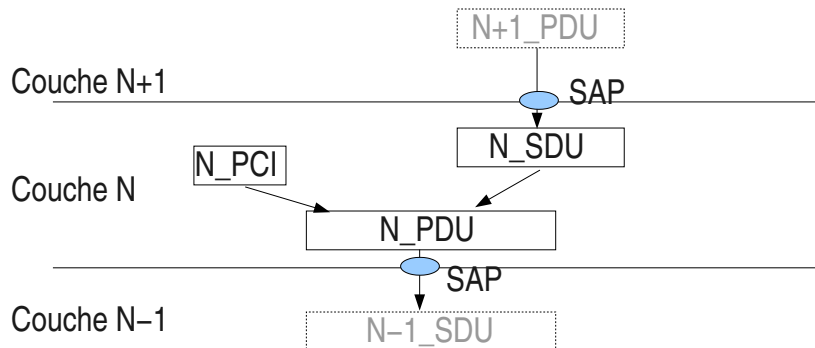 N+1_PDU
Couche N+1
SAP
N_SDU
N_PCI
Couche N
N_PDU
SAP
Couche N−1
N−1_SDU